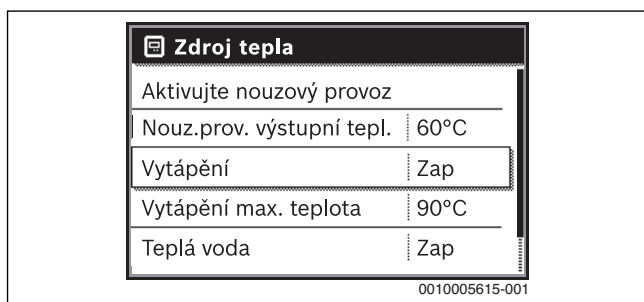 Zdroj tepla
Aktivujte nouzový provoz
Nouz.prov. výstupní tepl. 60°C
Vytápění Zap
Vytápění max. teplota 90°C
Teplá voda Zap
0010005615-001